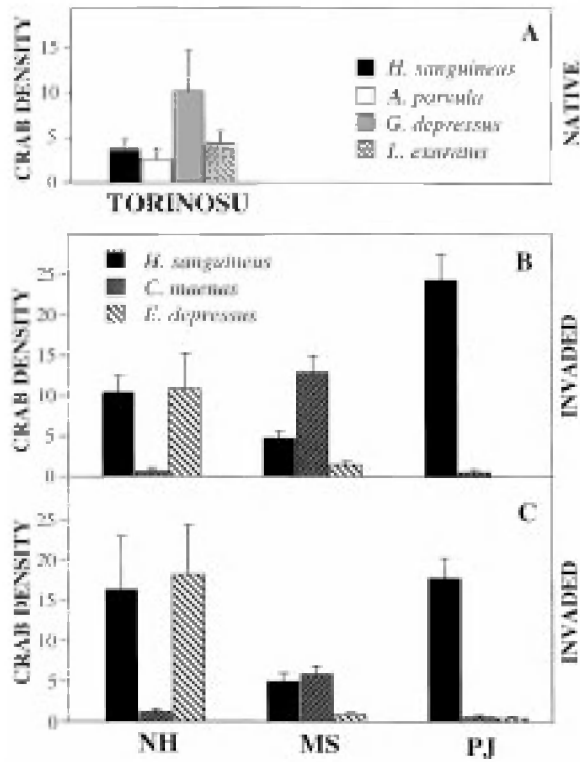 A
CRAB DENSITY
NATIVE
15
10
5
0
H. sanguineus
A. parvula
G. depressus
L. exaratus
TORINOSU
B
CRAB DENSITY
INVADED
25
20
15
10
5
0
H. sanguineus
C. maenas
E. depressus
C
CRAB DENSITY
INVADED
25
20
15
10
5
0
NH MS PJ